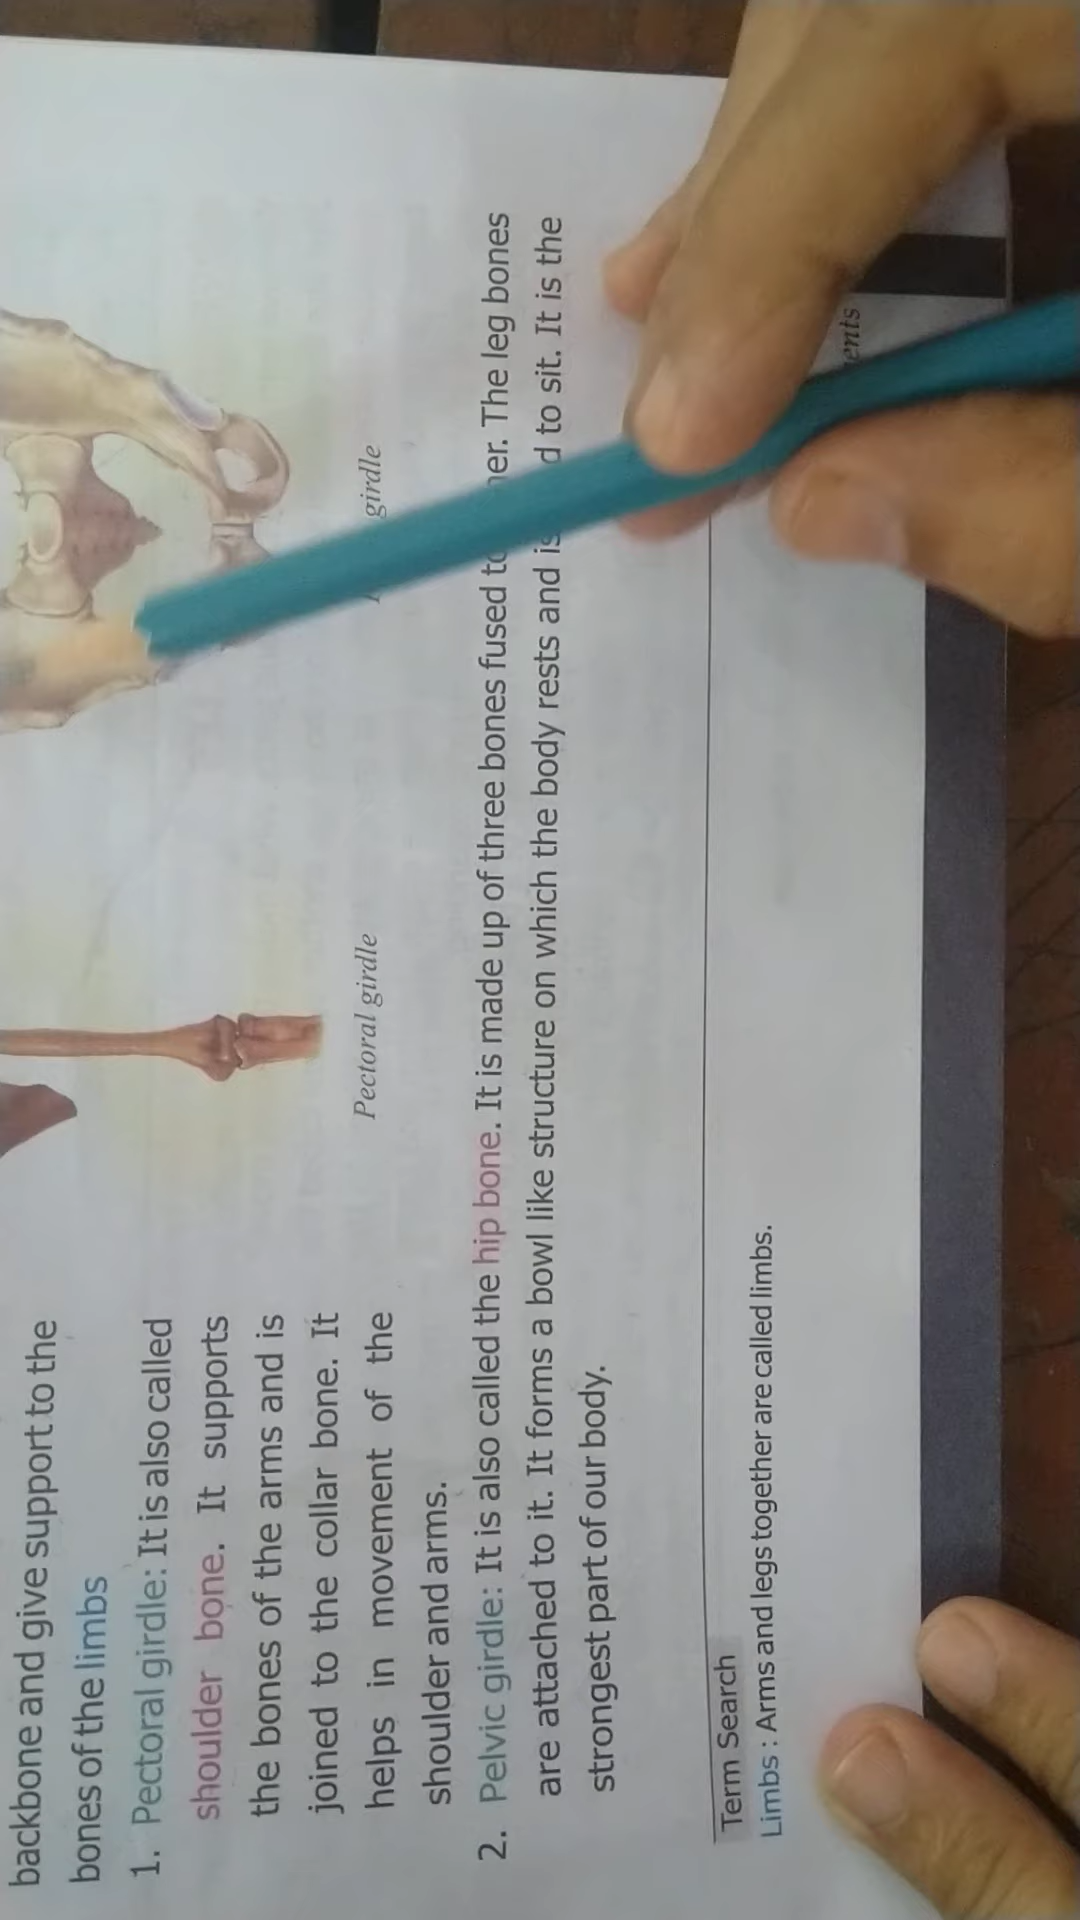 backbone and give support to the
bones of the limbs
1. Pectoral girdle: It is also called
shoulder bone. It supports
the bones of the arms and is
joined to the collar bone. It
helps in movement of the
shoulder and arms.
Pectoral girdle
girdle
2. Pelvic girdle: It is also called the hip bone. It is made up of three bones fused The leg bones
are attached to it. It forms a bowl like structure on which the body rests and to sit. It is the
strongest part of our body.
Term Search
Limbs : Arms and legs together are called limbs.